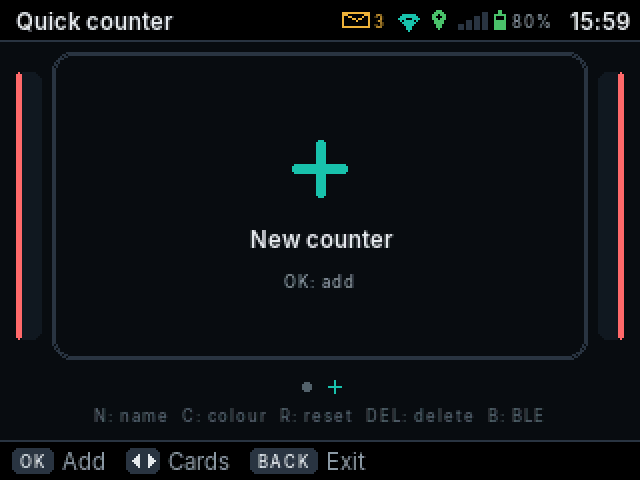 Quick counter 3 80% 15:59
New counter
OK: add
N: name C: colour R: reset DEL: delete B: BLE
OK Add Cards BACK Exit